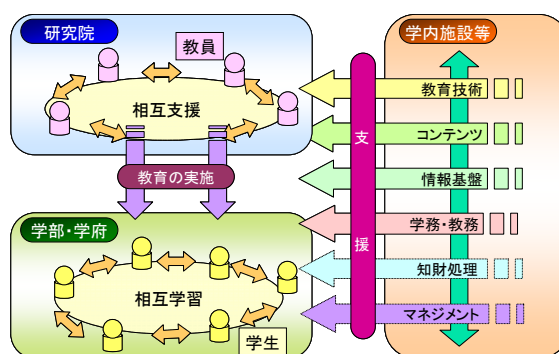 研究院
教員
相互支援
教育の実施
学部・学府
相互学習
学生
支
援
学内施設等
教育技術
コンテンツ
情報基盤
学務・教務
知財処理
マネジメント